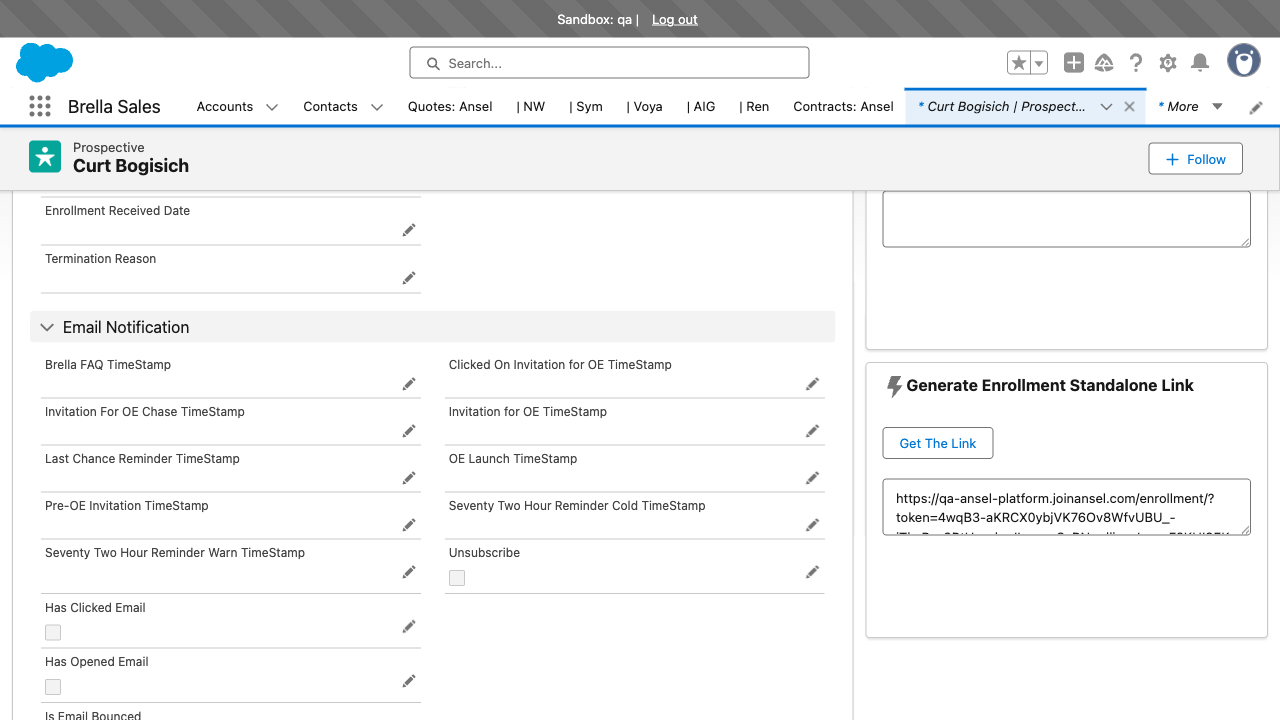 Sandbox: qa | Log out
Search...
Brella Sales
Accounts
Contacts
Quotes: Ansel
| NW
| Sym
| Voya
| AIG
| Ren
Contracts: Ansel
* Curt Bogisich | Prospect...
* More
Prospective
Curt Bogisich
Follow
Enrollment Received Date
Termination Reason
Email Notification
Brella FAQ TimeStamp
Clicked On Invitation for OE TimeStamp
Invitation For OE Chase TimeStamp
Invitation for OE TimeStamp
Last Chance Reminder TimeStamp
OE Launch TimeStamp
Pre-OE Invitation TimeStamp
Seventy Two Hour Reminder Cold TimeStamp
Seventy Two Hour Reminder Warn TimeStamp
Unsubscribe
Has Clicked Email
Has Opened Email
Is Email Bounced
Generate Enrollment Standalone Link
Get The Link
https://qa-ansel-platform.joinansel.com/enrollment/?
token=4wqB3-aKRCX0ybjVK76Ov8WfvUBU_-